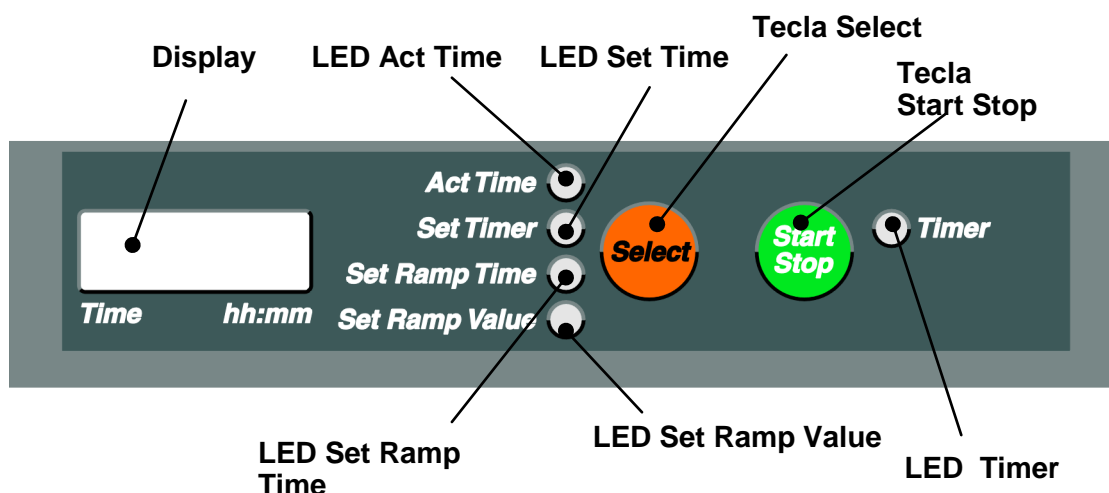 Tecla Select
Display
LED Act Time
LED Set Time
Tecla
Start Stop
Act Time
Set Timer
Set Ramp Time
Set Ramp Value
Time hh:mm
Select
Start
Stop
Timer
LED Set Ramp
Time
LED Set Ramp Value
LED Timer